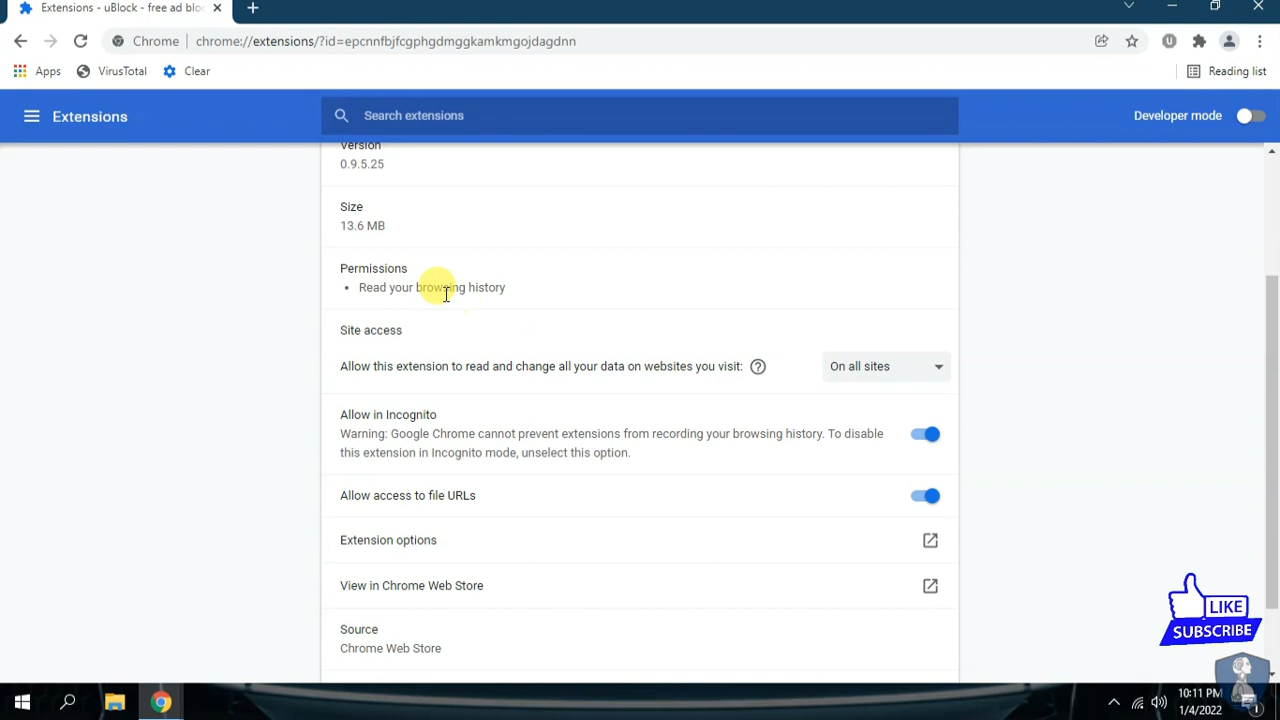 Extensions - uBlock - free ad bloc
Chrome chrome://extensions/?id=epcnnfbjfcgphgdmggkamkmgojdagdnn
Apps VirusTotal Clear Reading list
Extensions Search extensions Developer mode
Version
0.9.5.25
Size
13.6 MB
Permissions
• Read your browsing history
Site access
Allow this extension to read and change all your data on websites you visit: On all sites
Allow in Incognito
Warning: Google Chrome cannot prevent extensions from recording your browsing history. To disable
this extension in Incognito mode, unselect this option.
Allow access to file URLs
Extension options
View in Chrome Web Store
Source
Chrome Web Store
LIKE
SUBSCRIBE
10:11 PM
1/4/2022